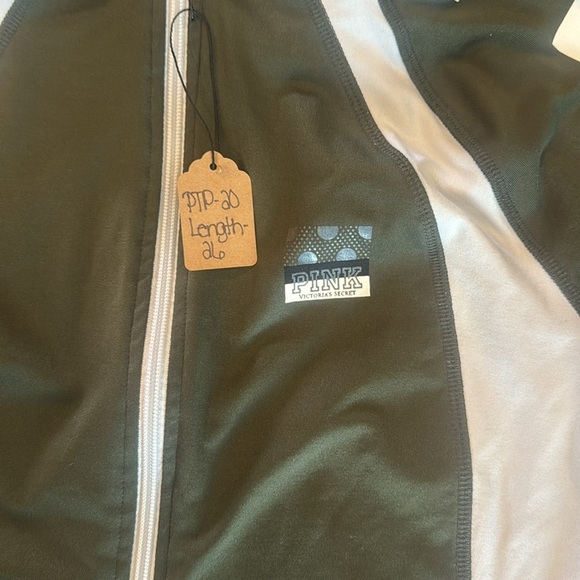 PTP-20
Length-
26
PINK
VICTORIA'S SECRET